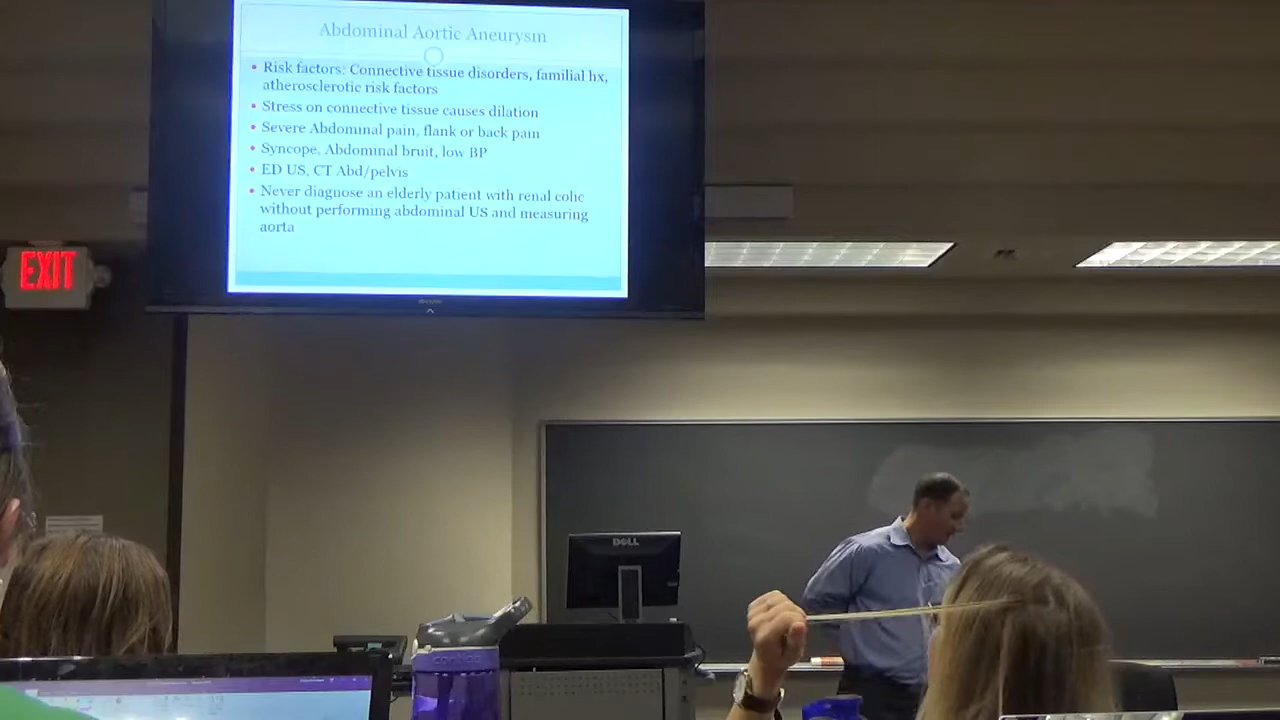 Abdominal Aortic Aneurysm
• Risk factors: Connective tissue disorders, familial hx,
atherosclerotic risk factors
• Stress on connective tissue causes dilation
• Severe Abdominal pain, flank or back pain
• Syncope, Abdominal bruit, low BP
• ED US, CT Abd/pelvis
• Never diagnose an elderly patient with renal colic
without performing abdominal US and measuring
aorta
EXIT
DELL
contigo